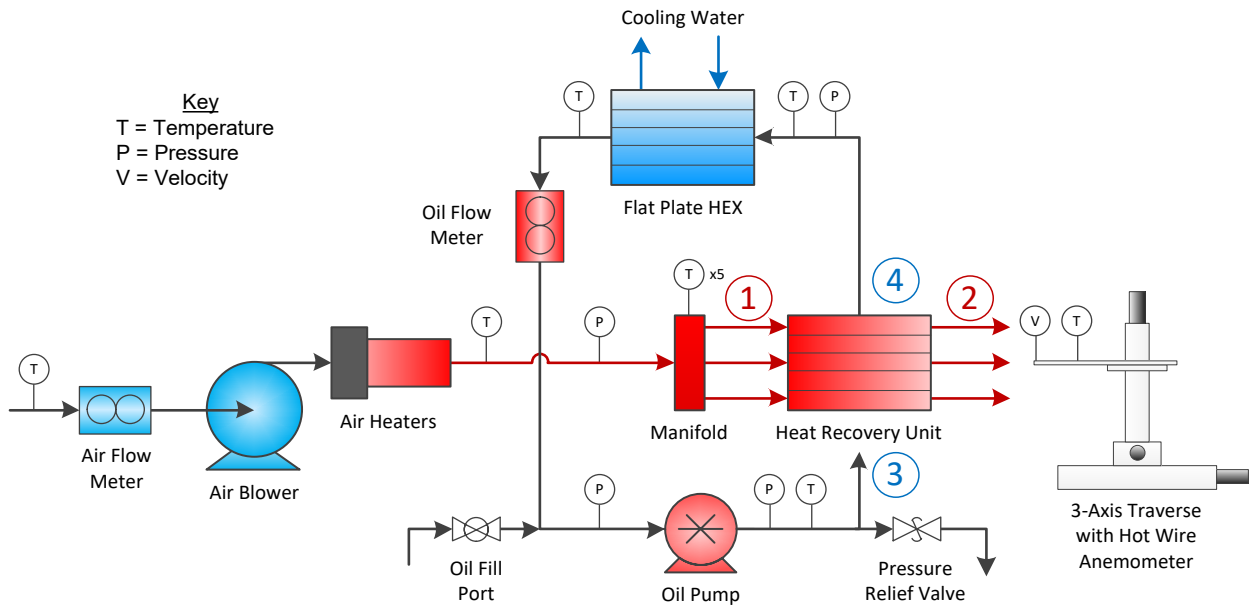 Cooling Water
Key
T = Temperature
P = Pressure
V = Velocity
T
T
P
Flat Plate HEX
Oil Flow
Meter
T x5
1
4
2
V
T
T
P
T
Air Heaters
Manifold
Heat Recovery Unit
Air Flow
Meter
Air Blower
3
P
P
T
Oil Fill
Port
Oil Pump
Pressure
Relief Valve
3-Axis Traverse
with Hot Wire
Anemometer